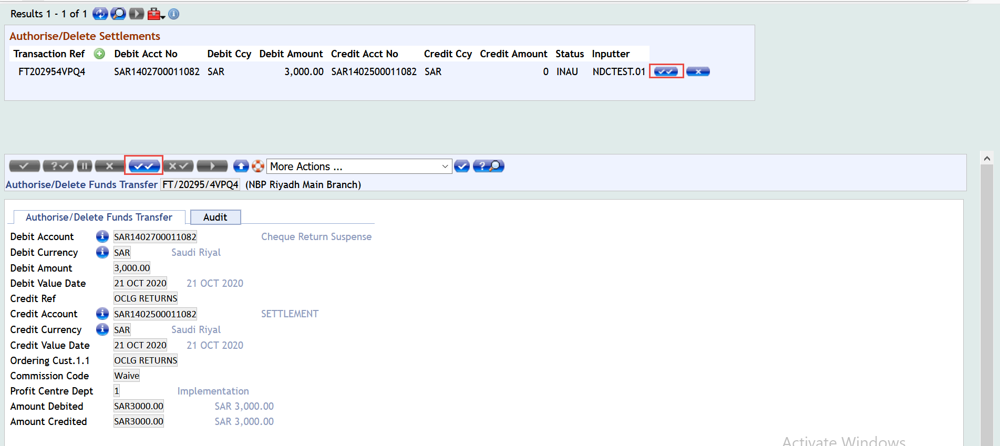 Results 1 - 1 of 1
Authorise/Delete Settlements
Transaction Ref Debit Acct No Debit Ccy Debit Amount Credit Acct No Credit Ccy Credit Amount Status Inputter
FT202954VPQ4 SAR1402700011082 SAR 3,000.00 SAR1402500011082 SAR 0 INAU NDCTEST.01
More Actions ...
Authorise/Delete Funds Transfer FT/20295/4VPQ4 (NBP Riyadh Main Branch)
Authorise/Delete Funds Transfer Audit
Debit Account SAR1402700011082 Cheque Return Suspense
Debit Currency SAR Saudi Riyal
Debit Amount 3,000.00
Debit Value Date 21 OCT 2020 21 OCT 2020
Credit Ref OCLG RETURNS
Credit Account SAR1402500011082 SETTLEMENT
Credit Currency SAR Saudi Riyal
Credit Value Date 21 OCT 2020 21 OCT 2020
Ordering Cust.1.1 OCLG RETURNS
Commission Code Waive
Profit Centre Dept 1 Implementation
Amount Debited SAR3000.00 SAR 3,000.00
Amount Credited SAR3000.00 SAR 3,000.00
Activate Windows